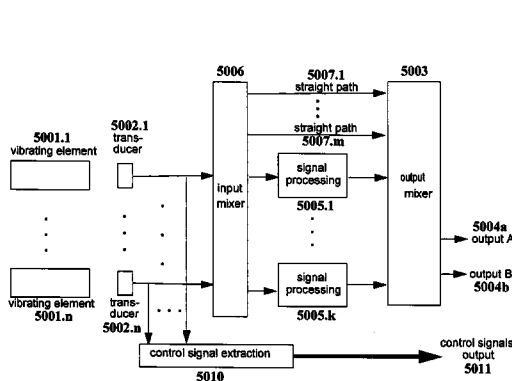 5006
5007.1
5003
straight path
5001.1
vibrating element
5002.1
trans-
ducer
straight path
5007.m
signal
processing
5005.1
input
mixer
output
mixer
5004a
output A
output B
5004b
signal
processing
5005.k
vibrating element
5001.n
trans-
ducer
5002.n
control signal extraction
5010
control signals
output
5011